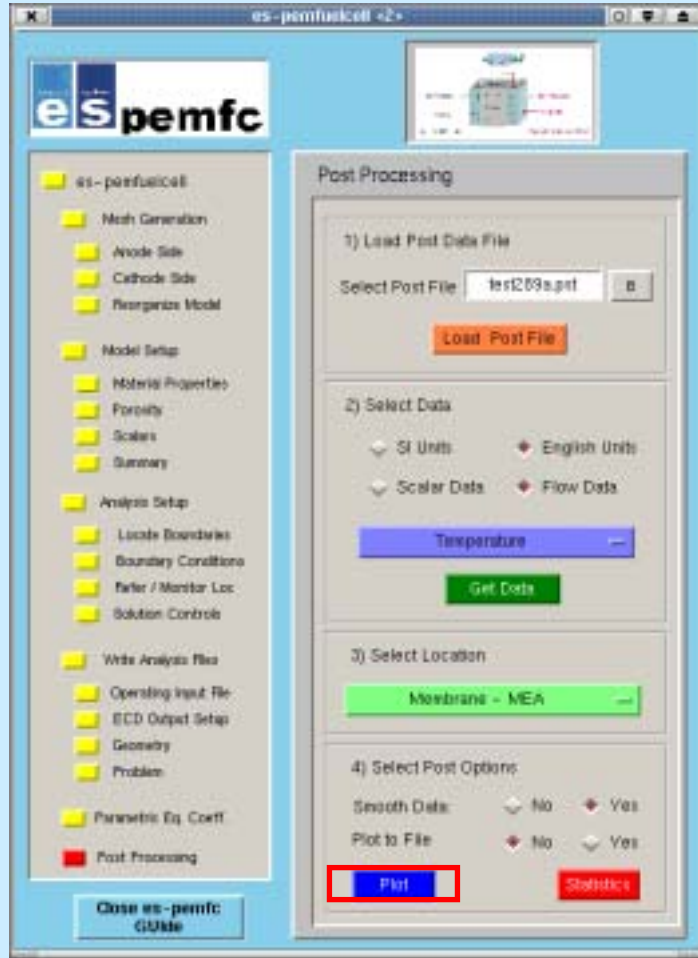 es-pemfuelcell <2>
es pemfc
es-pemfuelcell
Mesh Generation
Anode Side
Cathode Side
Reorganize Model
Model Setup
Material Properties
Porosity
Scalars
Summary
Analysis Setup
Locate Boundaries
Boundary Conditions
Refer / Monitor Loc
Solution Controls
Write Analysis Files
Operating Input File
ECD Output Setup
Geometry
Problem
Parametric Eq. Coeff.
Post Processing
Close es-pemfc
GUIde
Post Processing
1) Load Post Data File
Select Post File test289a.pst B
Load Post File
2) Select Data
SI Units English Units
Scalar Data Flow Data
Temperature
Get Data
3) Select Location
Membrane - MEA
4) Select Post Options
Smooth Data: No Yes
Plot to File No Yes
Plot Statistics